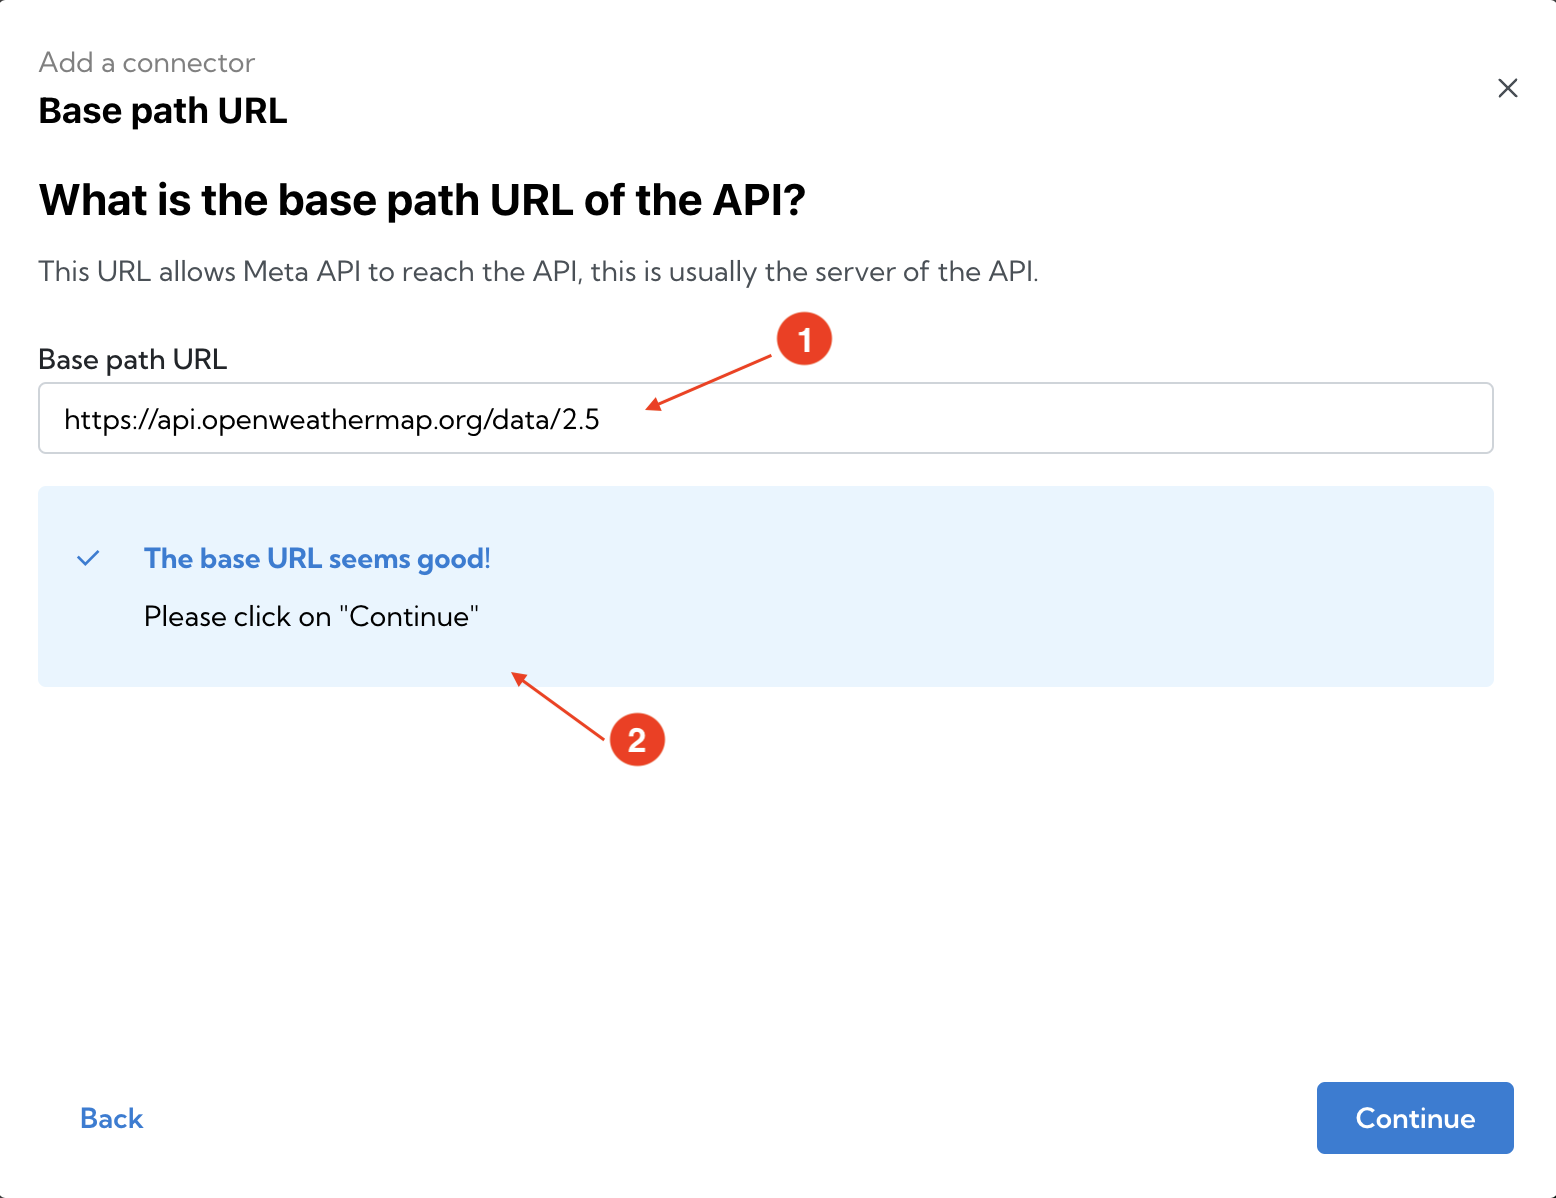 Add a connector
Base path URL
What is the base path URL of the API?
This URL allows Meta API to reach the API, this is usually the server of the API.
1
Base path URL
https://api.openweathermap.org/data/2.5
The base URL seems good!
Please click on "Continue"
2
Back
Continue